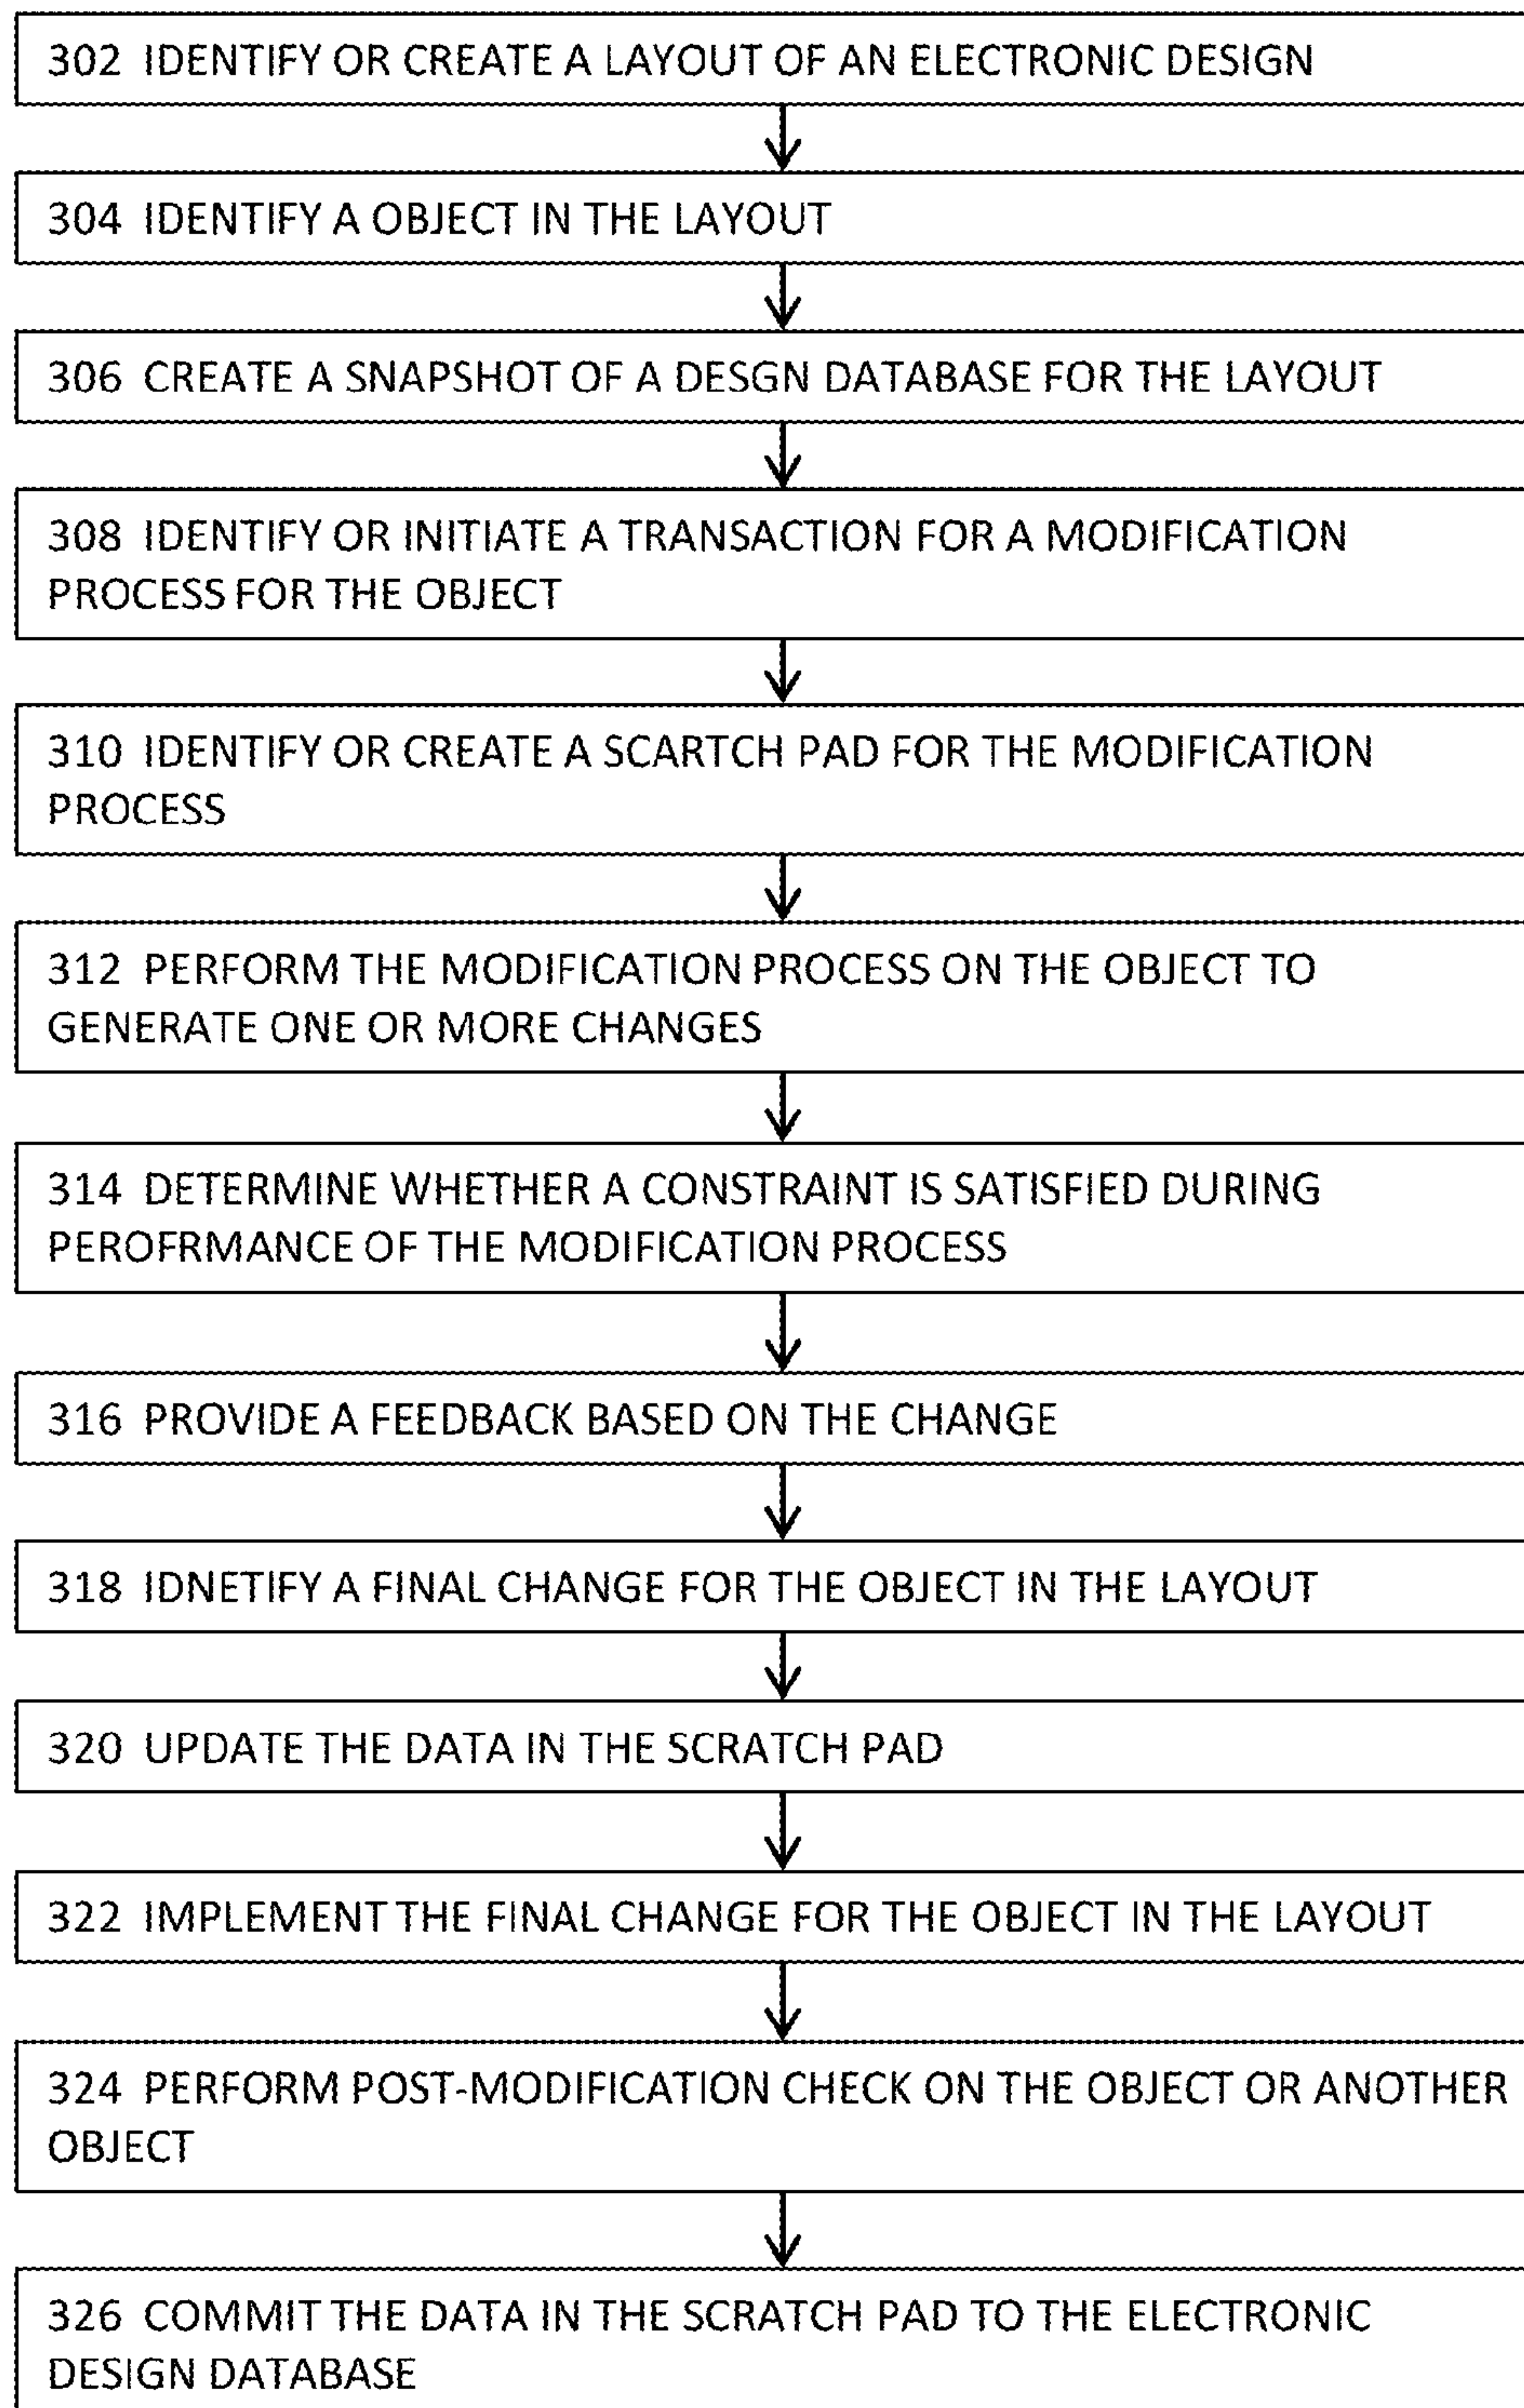 302 IDENTIFY OR CREATE A LAYOUT OF AN ELECTRONIC DESIGN
304 IDENTIFY A OBJECT IN THE LAYOUT
306 CREATE A SNAPSHOT OF A DESGN DATABASE FOR THE LAYOUT
308 IDENTIFY OR INITIATE A TRANSACTION FOR A MODIFICATION
PROCESS FOR THE OBJECT
310 IDENTIFY OR CREATE A SCARTCH PAD FOR THE MODIFICATION
PROCESS
312 PERFORM THE MODIFICATION PROCESS ON THE OBJECT TO
GENERATE ONE OR MORE CHANGES
314 DETERMINE WHETHER A CONSTRAINT IS SATISFIED DURING
PEROFRMANCE OF THE MODIFICATION PROCESS
316 PROVIDE A FEEDBACK BASED ON THE CHANGE
318 IDNETIFY A FINAL CHANGE FOR THE OBJECT IN THE LAYOUT
320 UPDATE THE DATA IN THE SCRATCH PAD
322 IMPLEMENT THE FINAL CHANGE FOR THE OBJECT IN THE LAYOUT
324 PERFORM POST-MODIFICATION CHECK ON THE OBJECT OR ANOTHER
OBJECT
326 COMMIT THE DATA IN THE SCRATCH PAD TO THE ELECTRONIC
DESIGN DATABASE